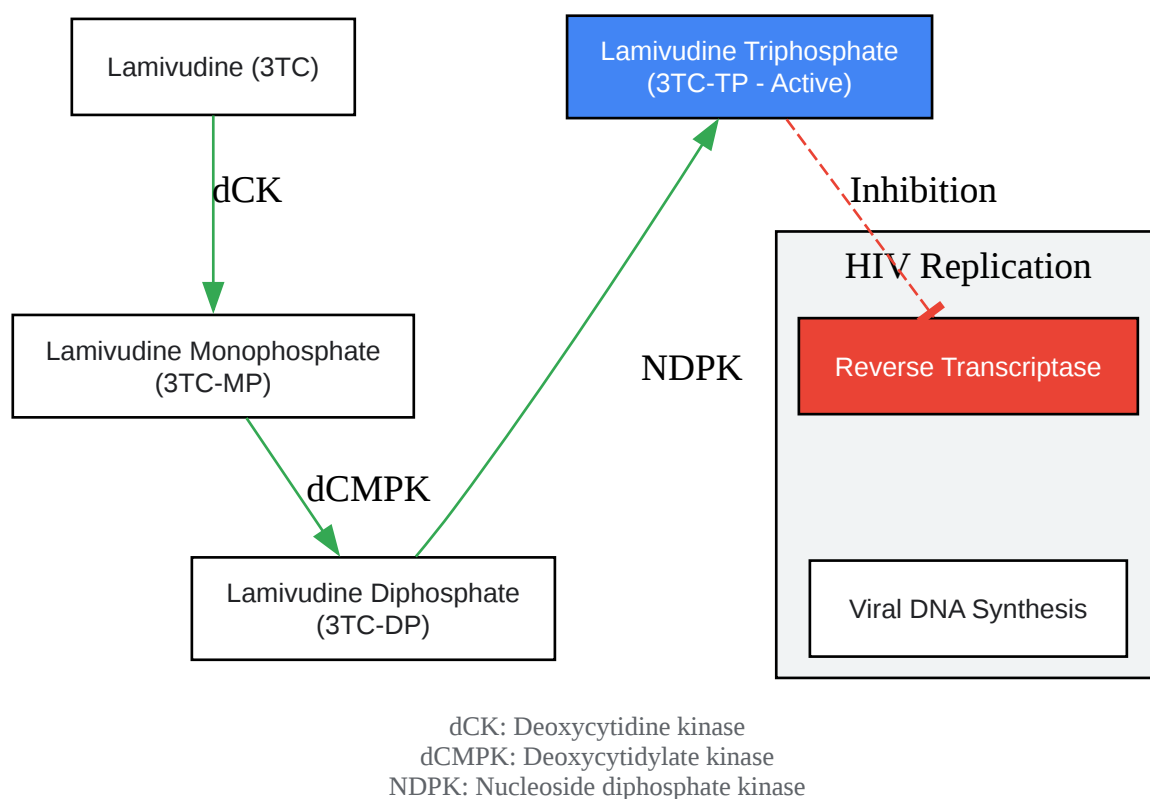 Lamivudine (3TC)
Lamivudine Triphosphate
(3TC-TP - Active)
dCK
Inhibition
HIV Replication
Lamivudine Monophosphate
(3TC-MP)
NDPK
Reverse Transcriptase
dCMPK
Lamivudine Diphosphate
(3TC-DP)
Viral DNA Synthesis
dCK: Deoxycytidine kinase
dCMPK: Deoxycytidylate kinase
NDPK: Nucleoside diphosphate kinase